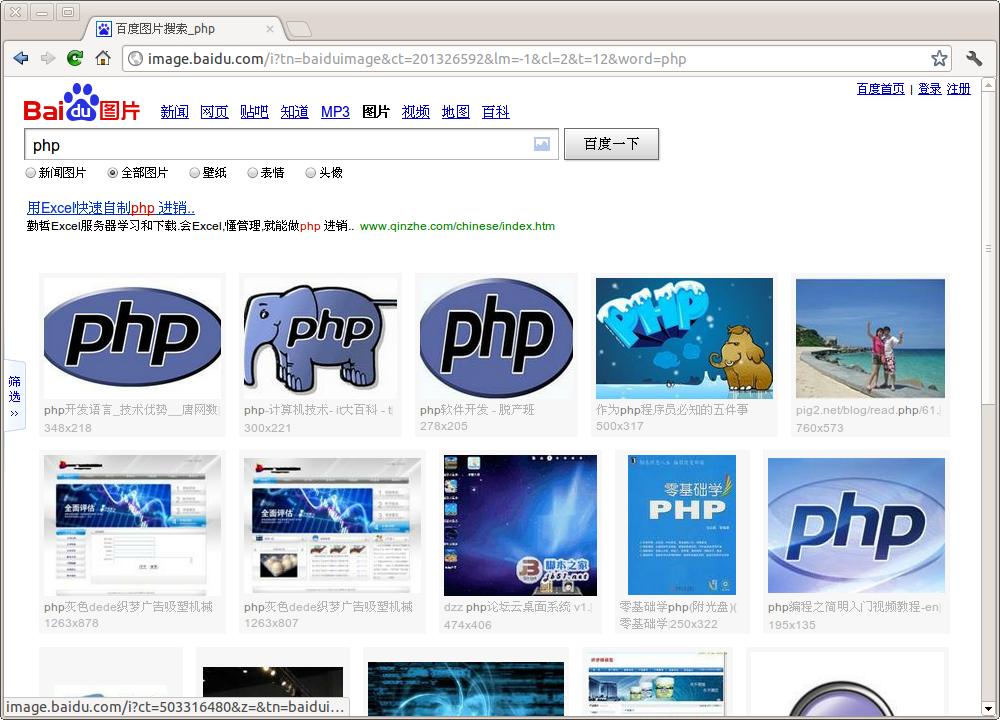 百度图片搜索_php
image.baidu.com/i?tn=baiduimage&ct=201326592&lm=-1&cl=2&t=12&word=php
百度首页 | 登录 注册
Bai du 图片 新闻 网页 贴吧 知道 MP3 图片 视频 地图 百科
php 百度一下
新闻图片 全部图片 壁纸 表情 头像
用Excel快速自制php 进销..
勤哲Excel服务器学习和下载.会Excel,懂管理,就能做php 进销.. www.qinzhe.com/chinese/index.htm
筛选 >>
php php php PHP
php开发语言_技术优势__唐网数 php-计算机技术- it大百科 - t php软件开发 - 脱产班 作为php程序员必知的五件事 pig2.net/blog/read.php/61.
348x218 300x221 278x205 500x317 760x573
全面评估 全面评估 脚本之家 零基础学 PHP php
php灰色dede织梦广告吸塑机械 php灰色dede织梦广告吸塑机械 dzz php论坛云桌面系统 v1. 零基础学php(附光盘)( php编程之简明入门视频教程-en
1263x878 1263x807 474x406 零基础学 250x322 195x135
image.baidu.com/i?ct=503316480&z=&tn=baidui...